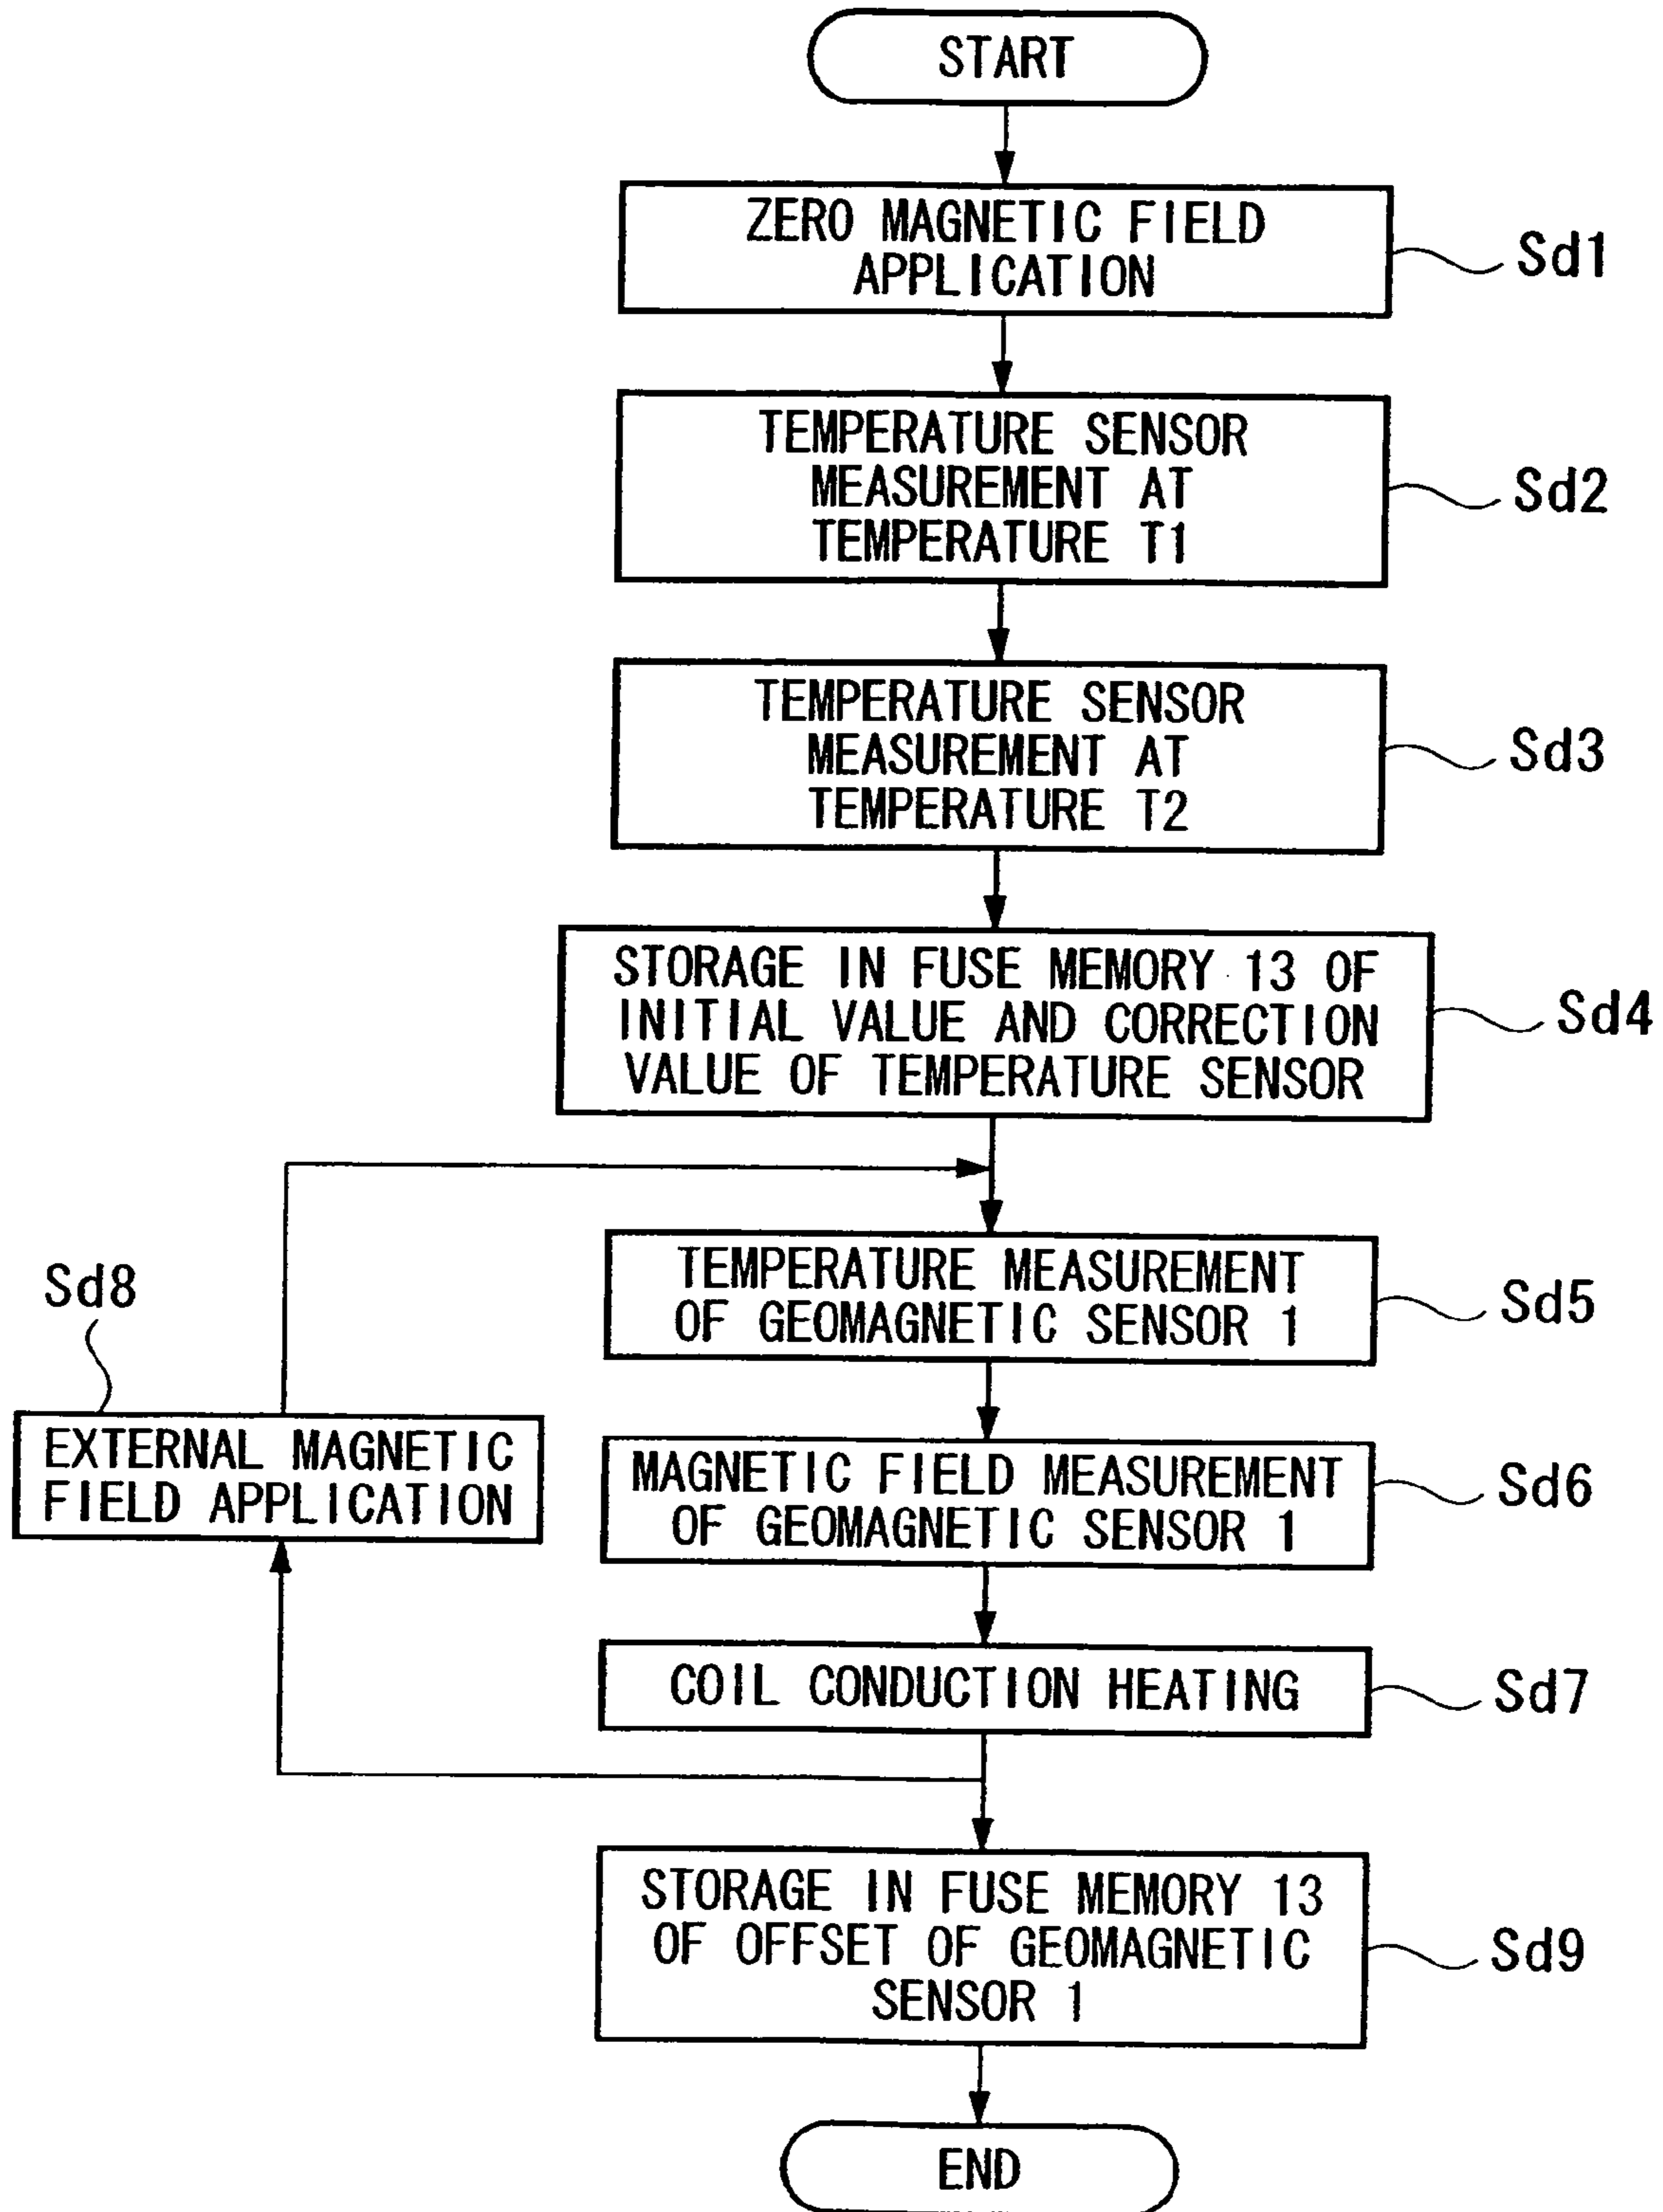 START
ZERO MAGNETIC FIELD
APPLICATION
Sd1
TEMPERATURE SENSOR
MEASUREMENT AT
TEMPERATURE T1
Sd2
TEMPERATURE SENSOR
MEASUREMENT AT
TEMPERATURE T2
Sd3
STORAGE IN FUSE MEMORY 13 OF
INITIAL VALUE AND CORRECTION
VALUE OF TEMPERATURE SENSOR
Sd4
TEMPERATURE MEASUREMENT
OF GEOMAGNETIC SENSOR 1
Sd5
Sd8
EXTERNAL MAGNETIC
FIELD APPLICATION
MAGNETIC FIELD MEASUREMENT
OF GEOMAGNETIC SENSOR 1
Sd6
COIL CONDUCTION HEATING
Sd7
STORAGE IN FUSE MEMORY 13
OF OFFSET OF GEOMAGNETIC
SENSOR 1
Sd9
END